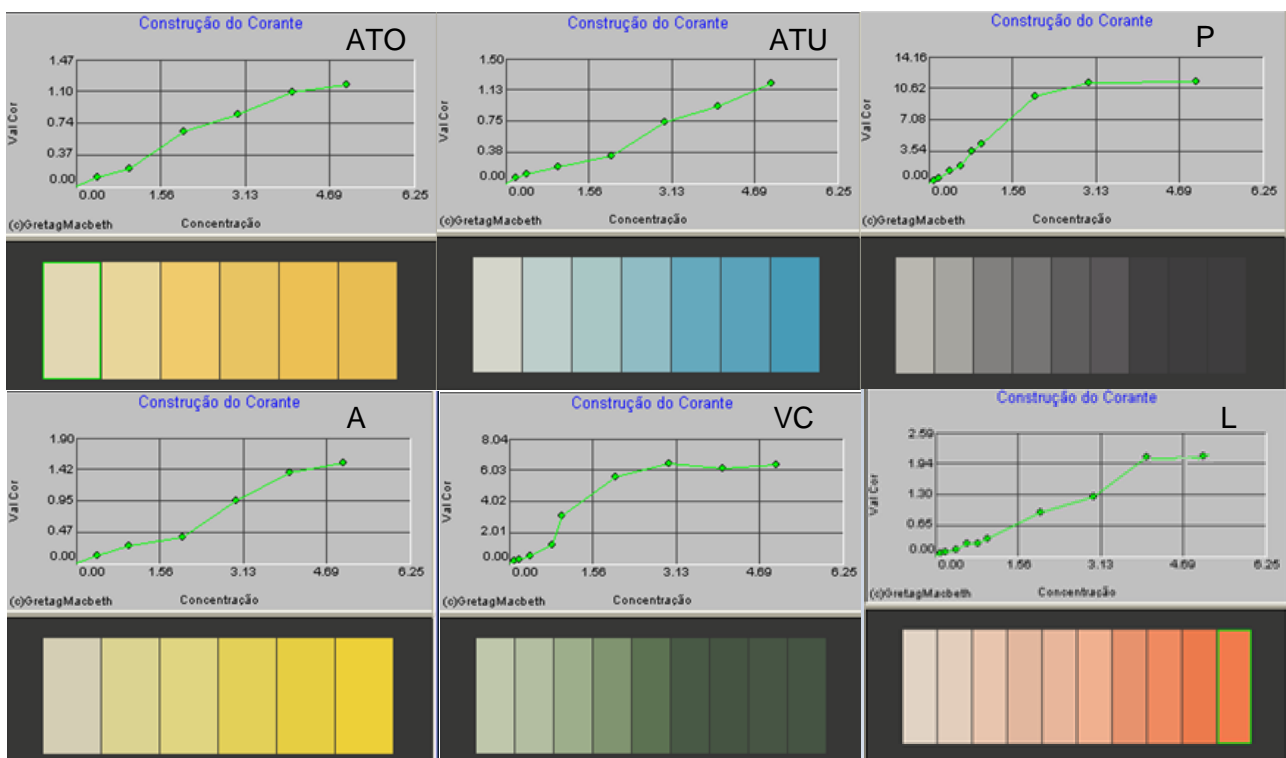 Construção do Corante
ATO
1.47
1.10
0.74
0.37
0.00
Val Cor
0.00 1.56 3.13 4.69 6.25
(c)GretagMacbeth Concentração
Construção do Corante
ATU
1.50
1.13
0.75
0.38
0.00
Val Cor
0.00 1.56 3.13 4.69 6.25
Concentração
Construção do Corante
P
14.16
10.62
7.08
3.54
0.00
Val Cor
0.00 1.56 3.13 4.69 6.25
(c)GretagMacbeth Concentração
Construção do Corante
A
1.90
1.42
0.95
0.47
0.00
Val Cor
0.00 1.56 3.13 4.69 6.25
(c)GretagMacbeth Concentração
Construção do Corante
VC
8.04
6.03
4.02
2.01
0.00
Val Cor
0.00 1.56 3.13 4.69 6.25
(c)GretagMacbeth Concentração
Construção do Corante
L
2.59
1.94
1.30
0.65
0.00
Val Cor
0.00 1.56 3.13 4.69 6.25
(c)GretagMacbeth Concentração